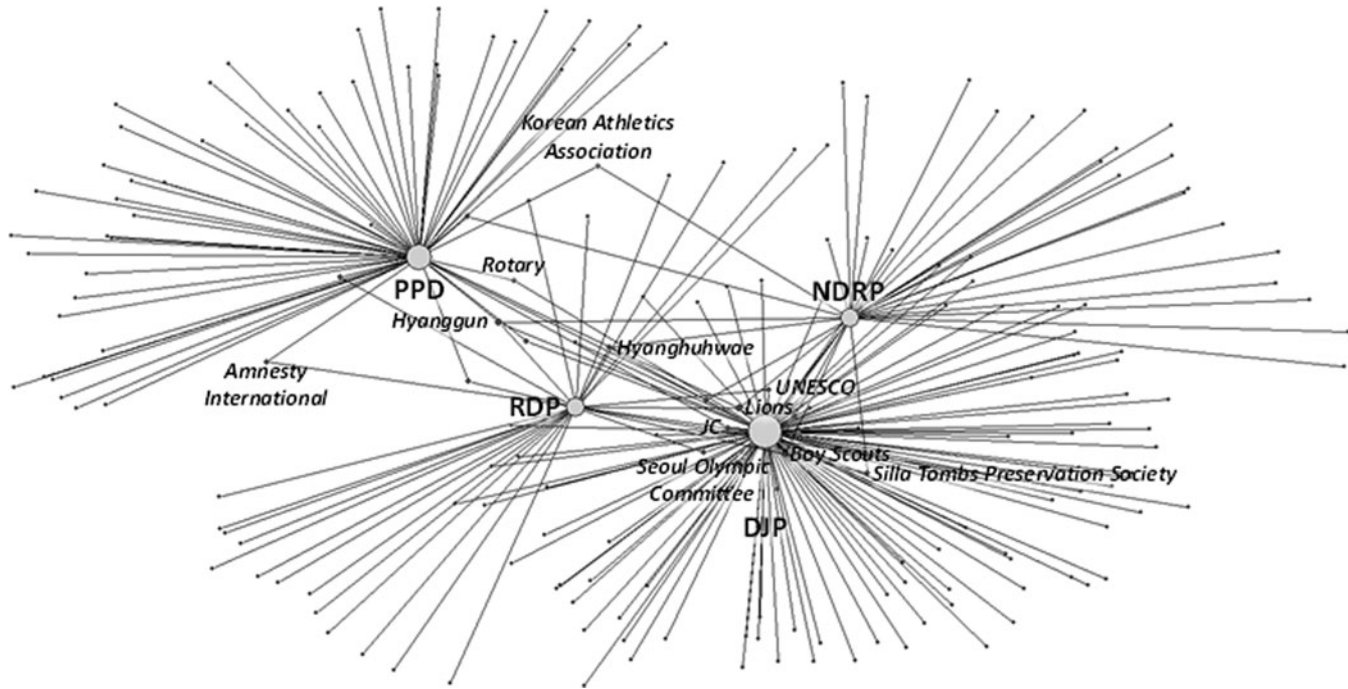 Korean Athletics
Association
Rotary
PPD
NDRP
Hyanggun
Hyanghuhwae
Amnesty
International
UNESCO
RDP
Lions
JC
Boy Scouts
Seoul Olympic
Silla Tombs Preservation Society
Committee
DJP